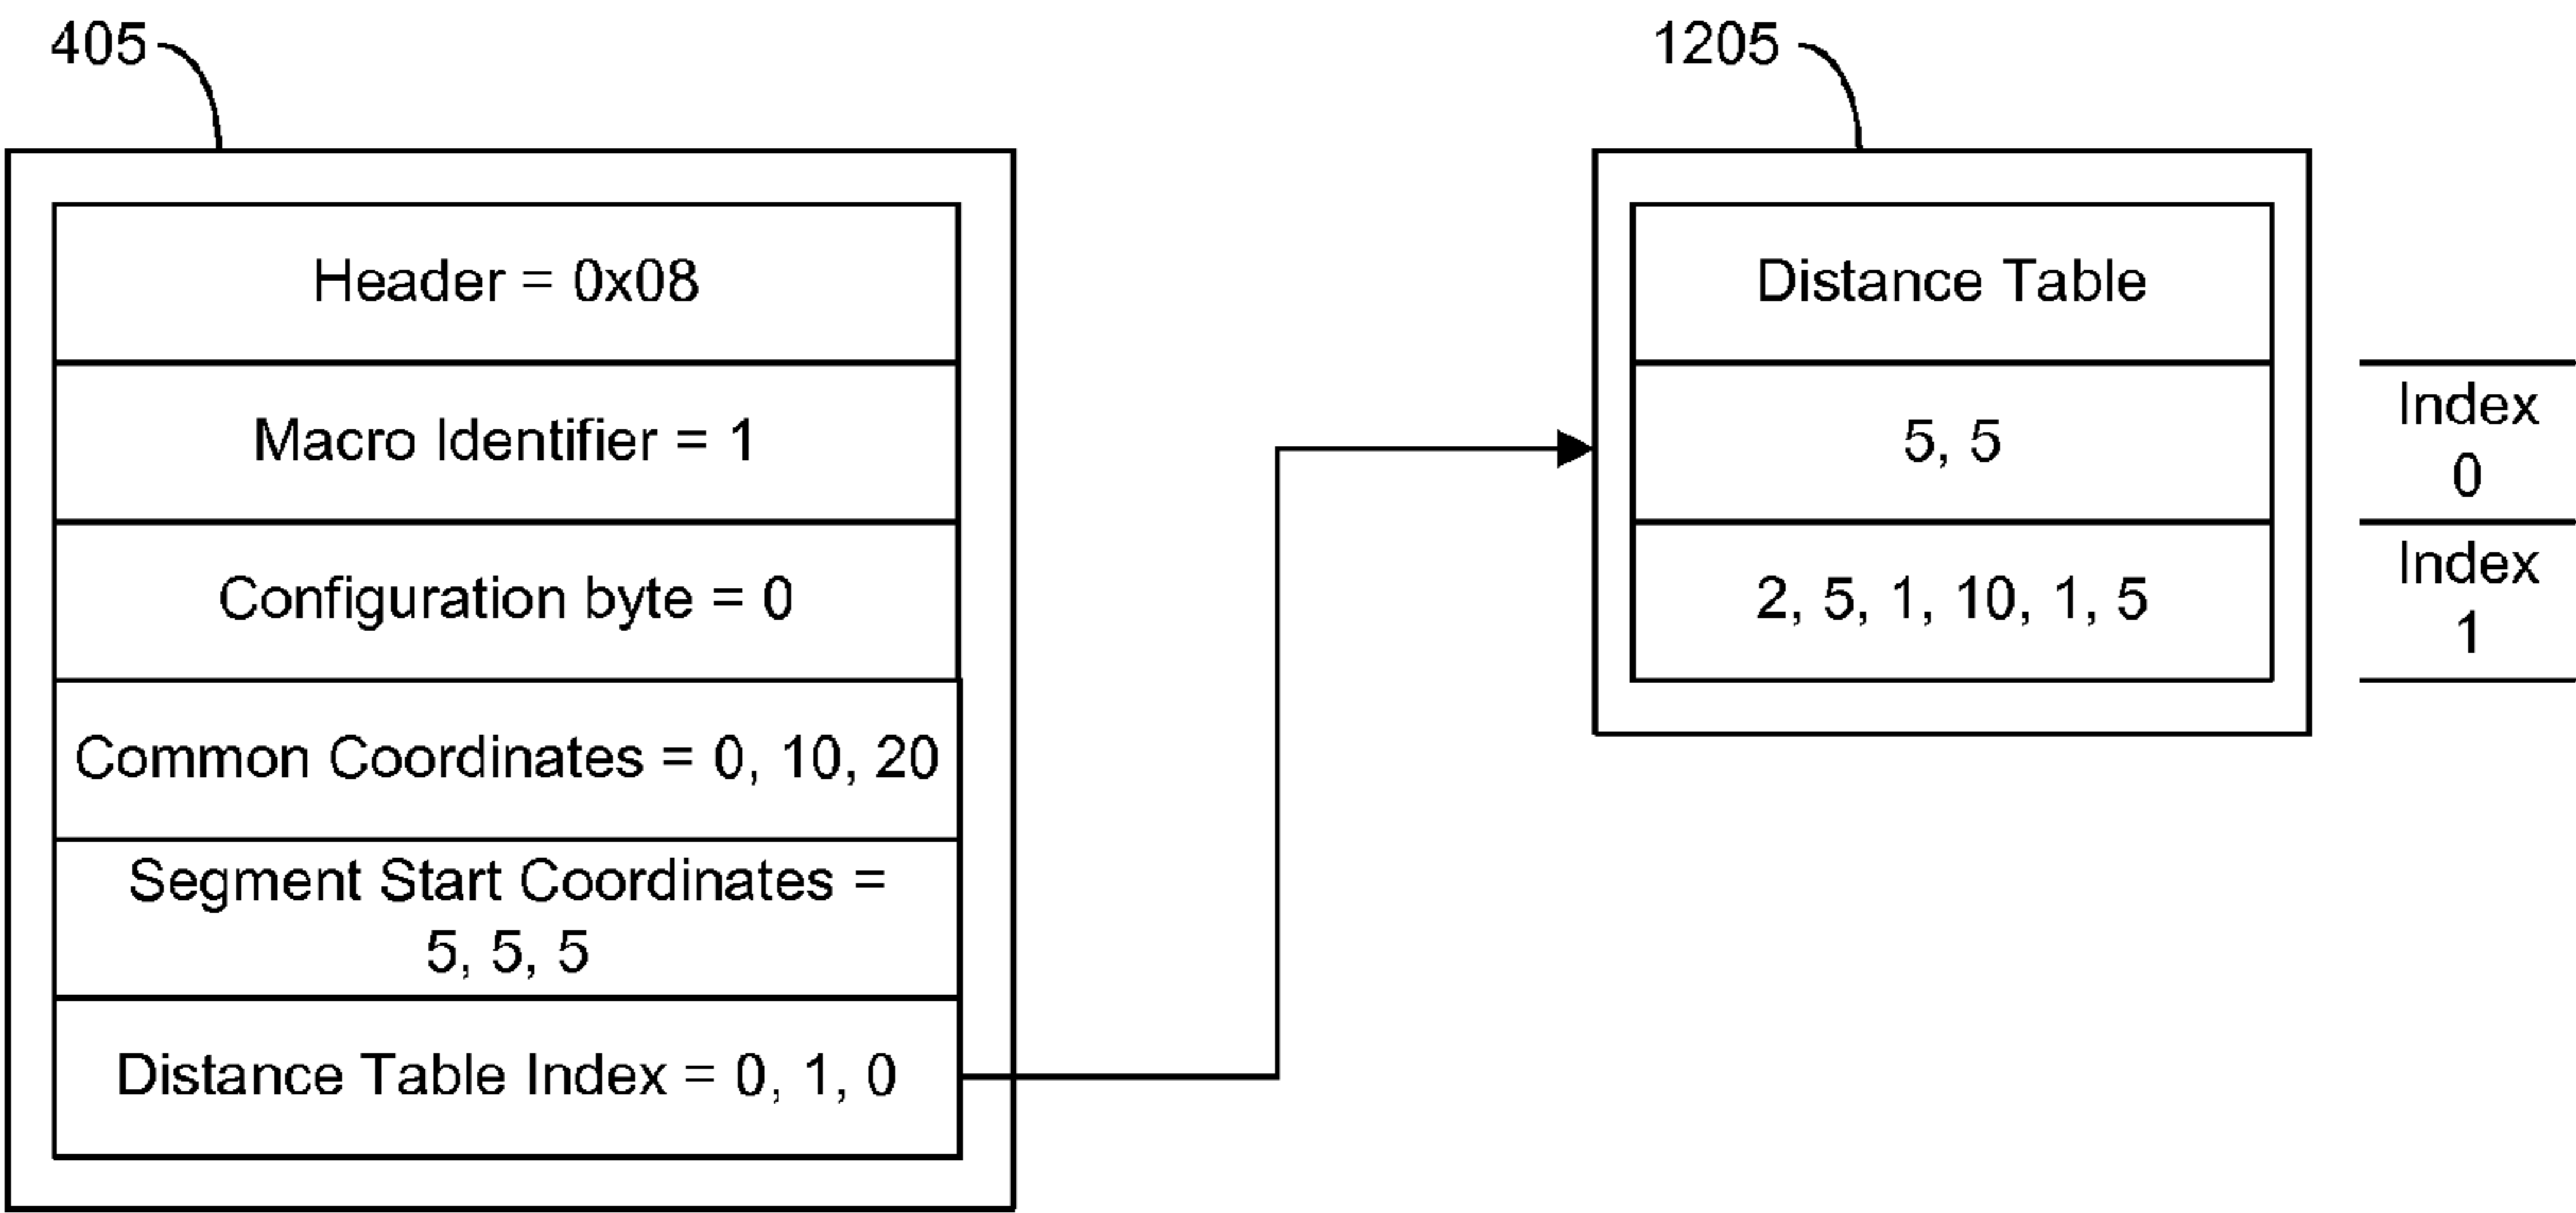 405
Header = 0x08
Macro Identifier = 1
Configuration byte = 0
Common Coordinates = 0, 10, 20
Segment Start Coordinates =
5, 5, 5
Distance Table Index = 0, 1, 0
1205
Distance Table
5, 5
2, 5, 1, 10, 1, 5
Index
0
Index
1